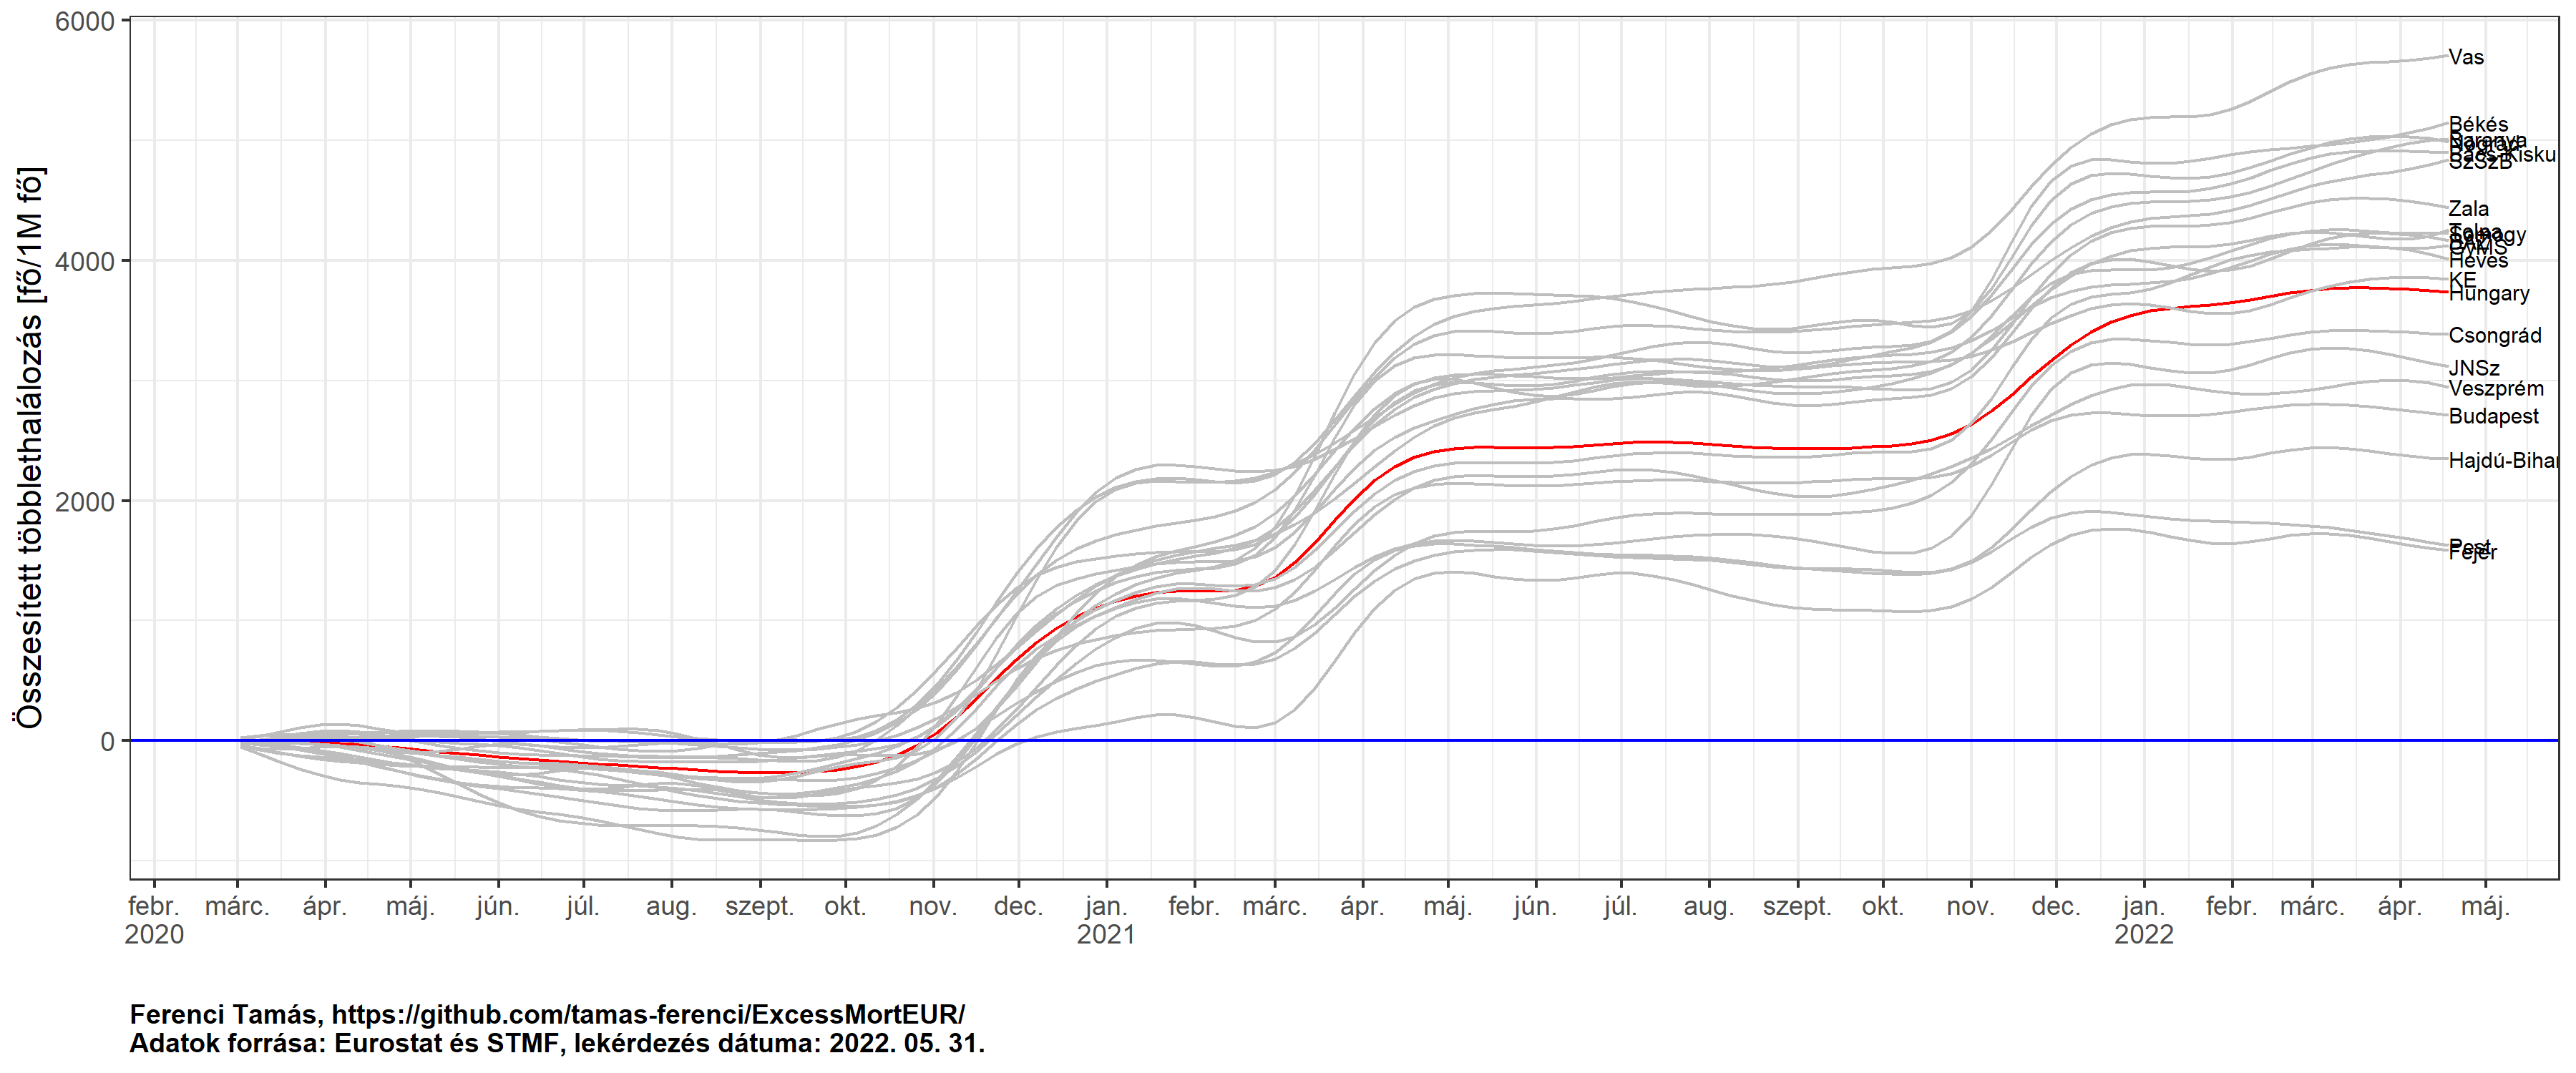 Összesített többlethalálozás [fő/1M fő]
6000
4000
2000
0
Vas
Békés
Baranya
Nógrád
Bács-Kisku
SzSzB
Zala
Tolna
Somogy
GyMS
Heves
KE
Hungary
Csongrád
JNSz
Veszprém
Budapest
Hajdú-Bihar
Pest
Fejér
febr. márc. ápr. máj. jún. júl. aug. szept. okt. nov. dec. jan. febr. márc. ápr. máj. jún. júl. aug. szept. okt. nov. dec. jan. febr. márc. ápr. máj.
2020 2021 2022
Ferenci Tamás, https://github.com/tamas-ferenci/ExcessMortEUR/
Adatok forrása: Eurostat és STMF, lekérdezés dátuma: 2022. 05. 31.